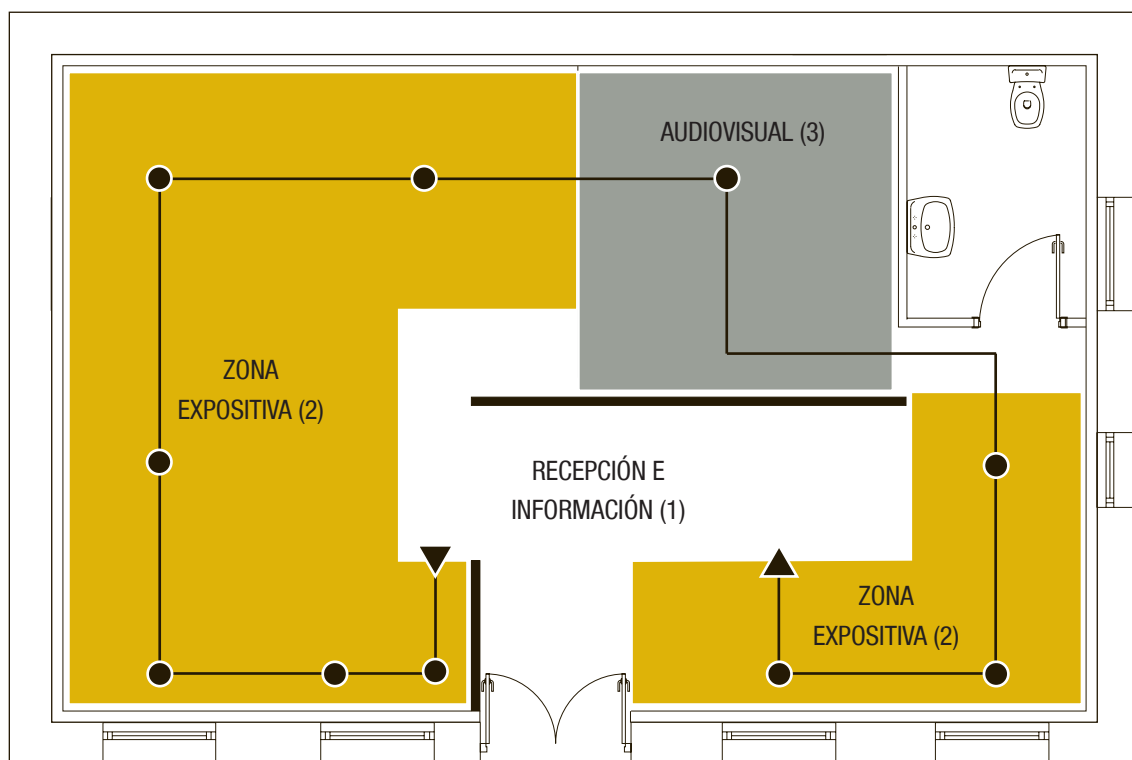 AUDIOVISUAL (3)
ZONA
EXPOSITIVA (2)
RECEPCIÓN E
INFORMACIÓN (1)
ZONA
EXPOSITIVA (2)